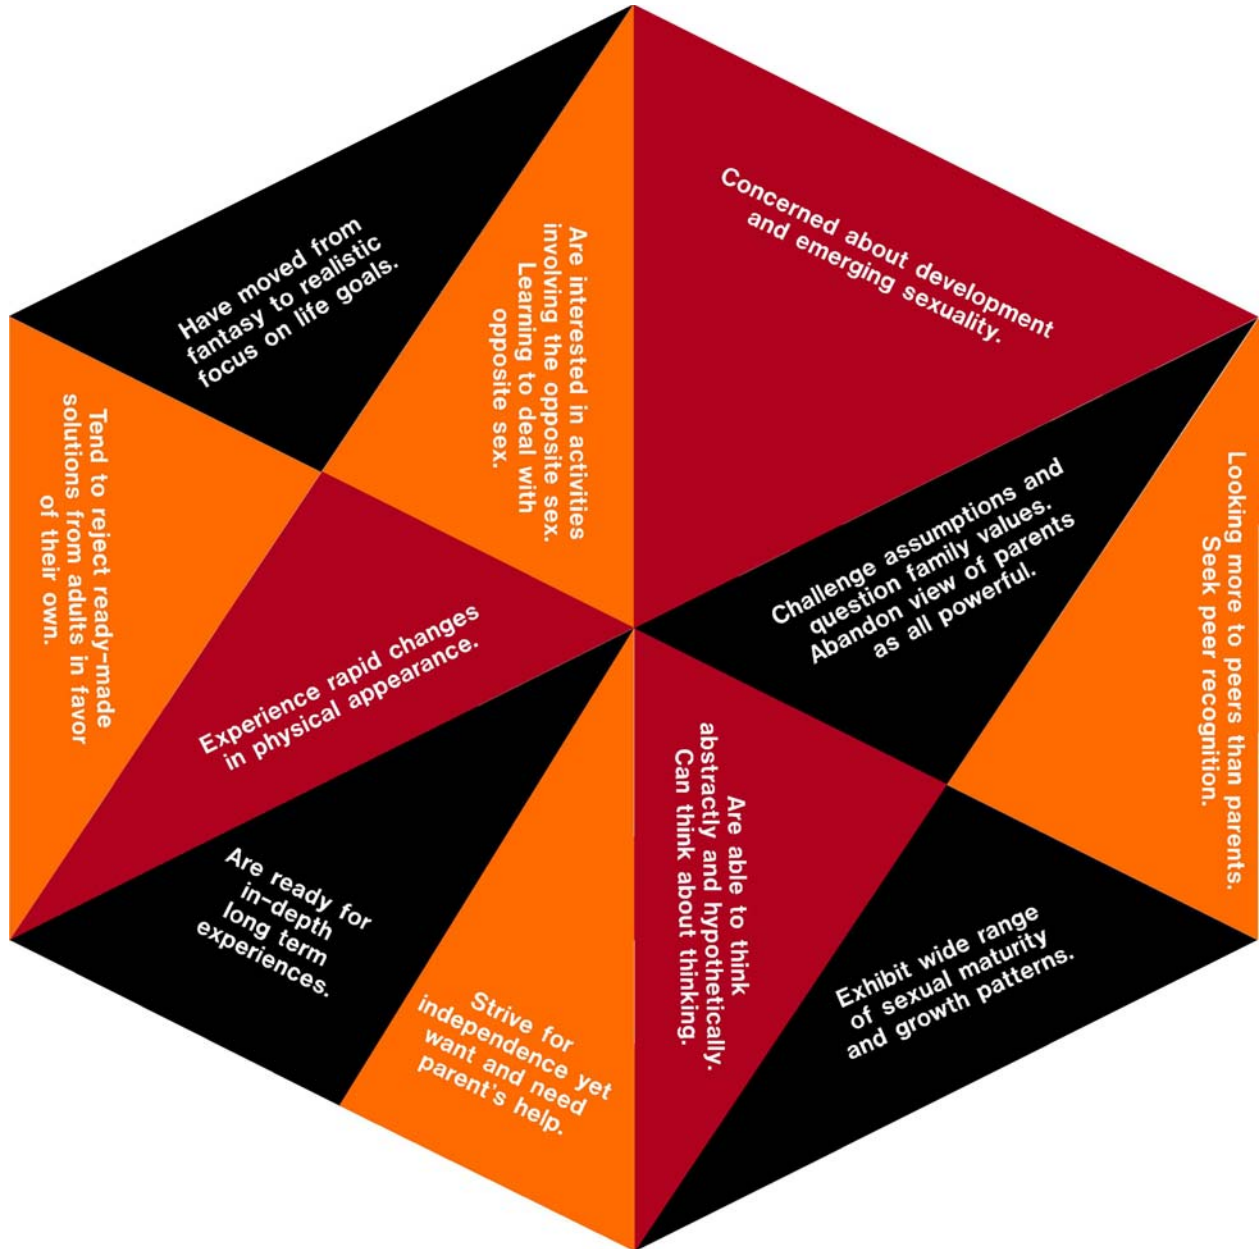 Concerned about development
and emerging sexuality.
Have moved from
fantasy to realistic
focus on life goals.
Are interested in activities
involving the opposite sex.
Learning to deal with
opposite sex.
Tend to reject ready-made
solutions from adults in favor
of their own.
Challenge assumptions and
question family values.
Abandon view of parents
as all powerful.
Looking more to peers than parents.
Seek peer recognition.
Experience rapid changes
in physical appearance.
Are able to think
abstractly and hypothetically.
Can think about thinking.
Are ready for
in-depth
long term
experiences.
Exhibit wide range
of sexual maturity
and growth patterns.
Strive for
independence yet
want and need
parent's help.